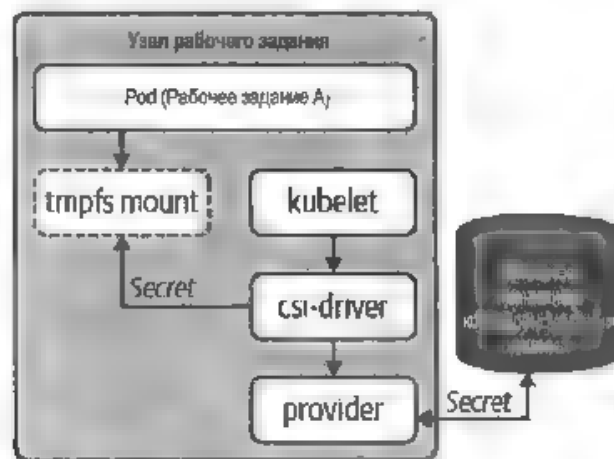 Узел рабочего задания
Pod (Рабочее задание A)
tmpfs mount
kubelet
Secret
csi-driver
provider
Secret